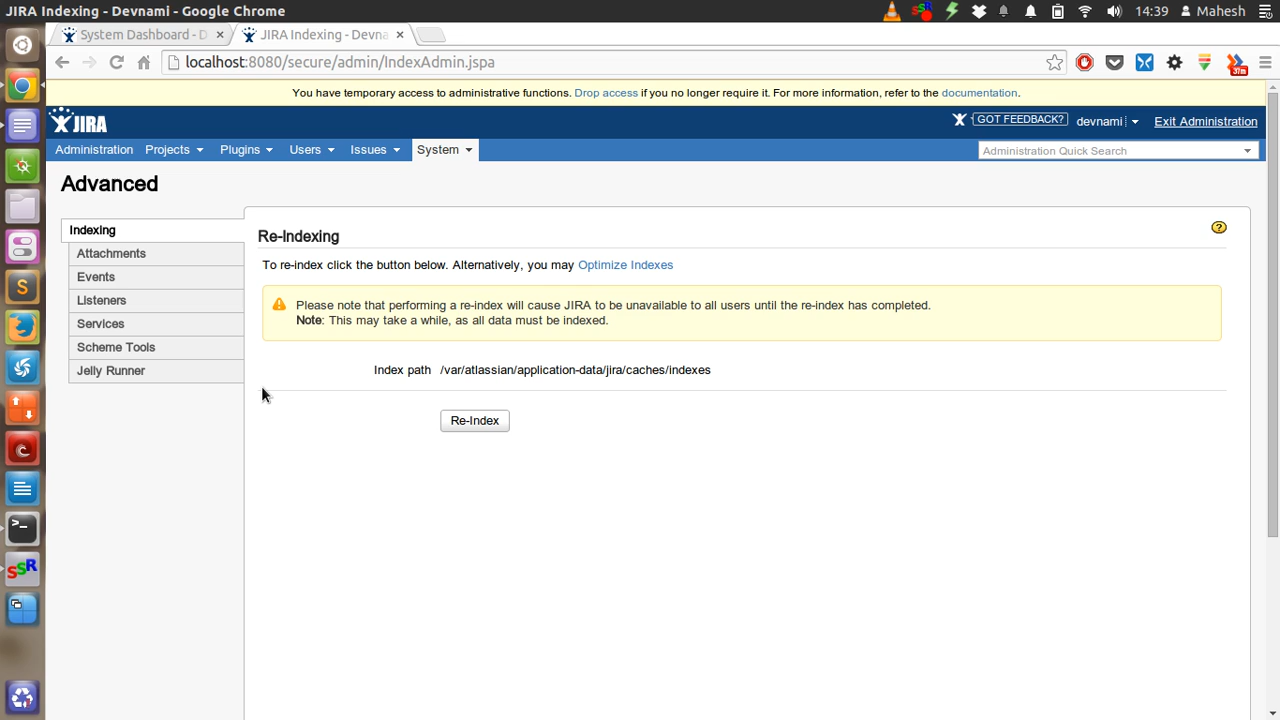 JIRA Indexing - Devnami - Google Chrome
14:39 Mahesh
System Dashboard - D
JIRA Indexing - Devna
localhost:8080/secure/admin/IndexAdmin.jspa
37m
You have temporary access to administrative functions. Drop access if you no longer require it. For more information, refer to the documentation.
JIRA
GOT FEEDBACK? devnami Exit Administration
Administration Projects Plugins Users Issues System
Administration Quick Search
Advanced
Indexing
Attachments
Events
Listeners
Services
Scheme Tools
Jelly Runner
Re-Indexing
?
To re-index click the button below. Alternatively, you may Optimize Indexes
Please note that performing a re-index will cause JIRA to be unavailable to all users until the re-index has completed.
Note: This may take a while, as all data must be indexed.
Index path /var/atlassian/application-data/jira/caches/indexes
Re-Index
S
>_
SSR